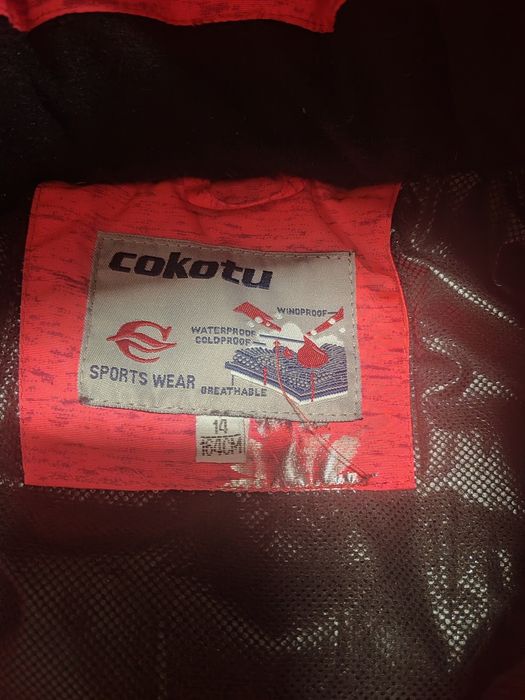 cokotu
WINDPROOF
WATERPROOF
COLDPROOF
SPORTS WEAR
BREATHABLE
14
164CM